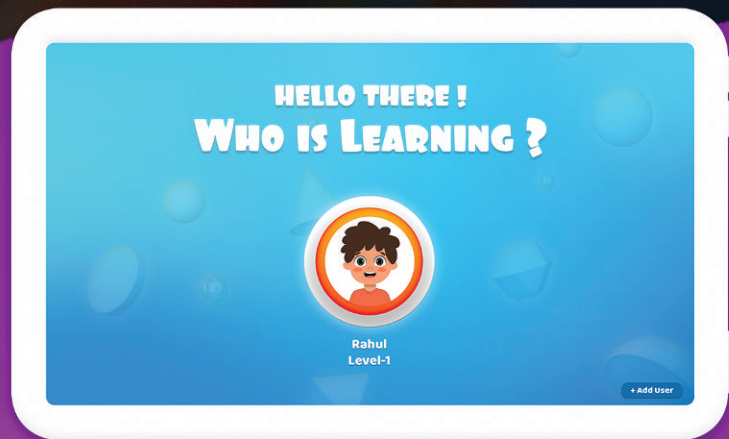 HELLO THERE !
WHO IS LEARNING ?
Rahul
Level-1
+ Add User